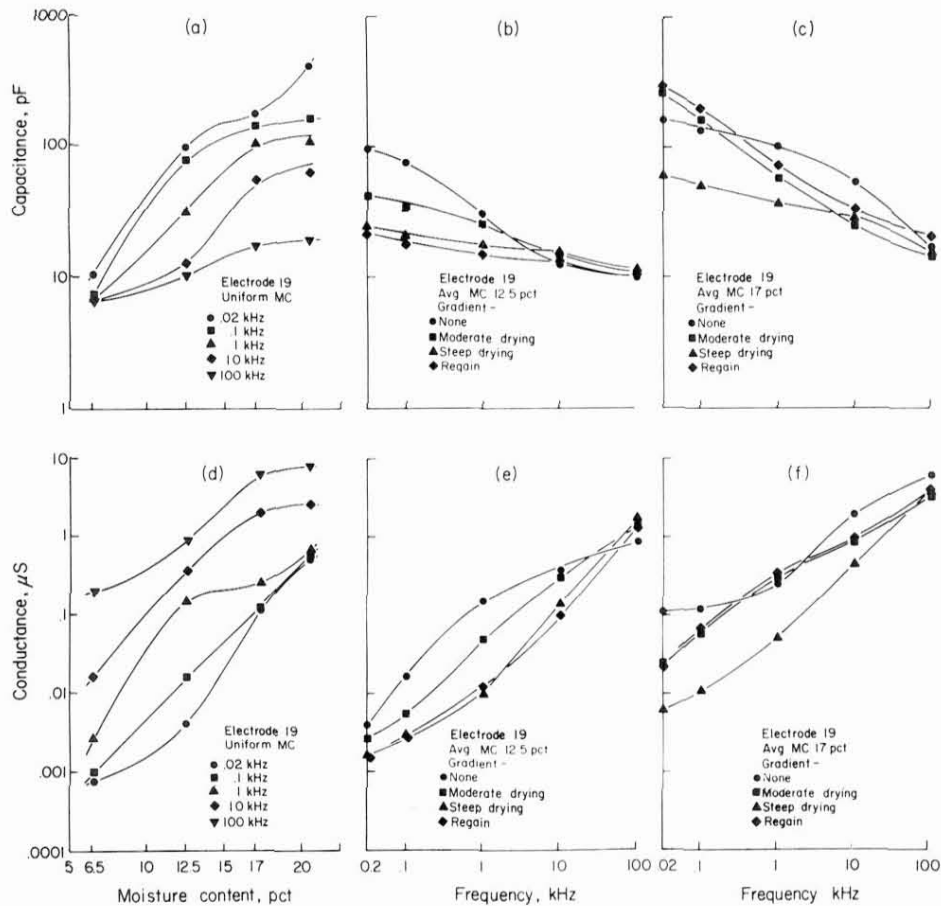 (a)
(b)
(c)
1000
100
10
1
Capacitance, pF
Electrode 19
Uniform MC
.02 kHz
.1 kHz
1 kHz
10 kHz
100 kHz
Electrode 19
Avg MC 12.5 pct
Gradient -
None
Moderate drying
Steep drying
Regain
Electrode 19
Avg MC 17 pct
Gradient -
None
Moderate drying
Steep drying
Regain
(d)
(e)
(f)
10
1
0.1
.01
.001
.0001
Conductance, µS
Electrode 19
Uniform MC
.02 kHz
.1 kHz
1 kHz
10 kHz
100 kHz
Electrode 19
Avg MC 12.5 pct
Gradient -
None
Moderate drying
Steep drying
Regain
Electrode 19
Avg MC 17 pct
Gradient -
None
Moderate drying
Steep drying
Regain
5 6.5 10 12.5 15 17 20
0.2 .1 1 10 100
.02 .1 1 10 100
Moisture content, pct
Frequency, kHz
Frequency kHz